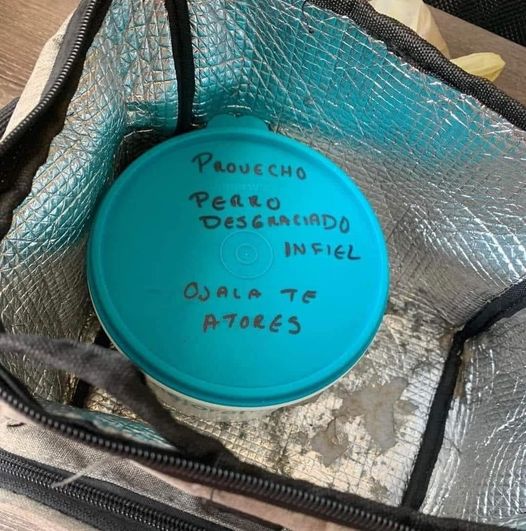 PROVECHO
PERRO
DESGRACIADO
INFIEL
OJALA TE
ATORES